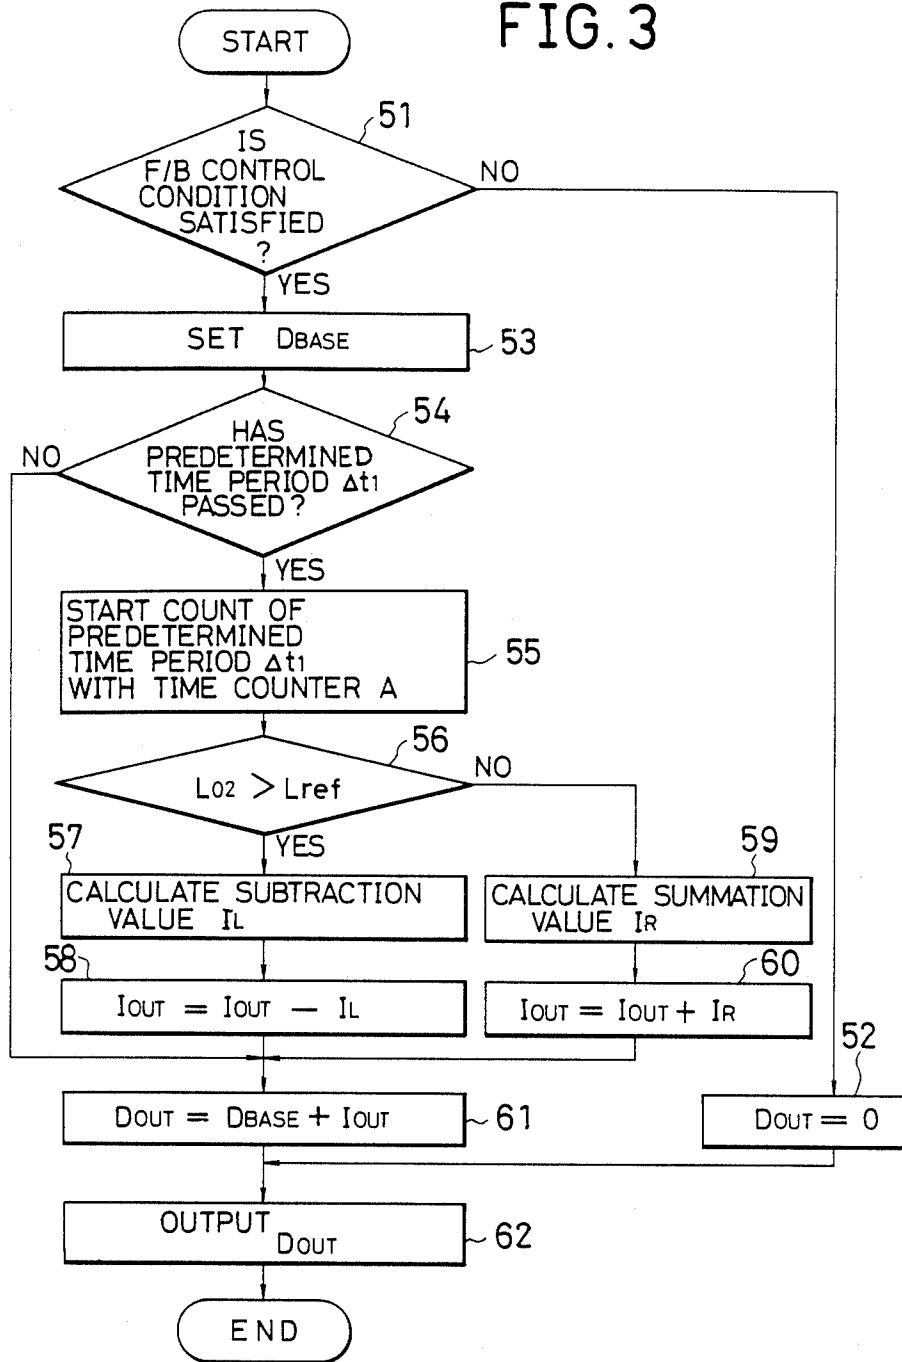 FIG. 3
START
51
IS
F/B CONTROL
CONDITION
SATISFIED
?
NO
YES
SET DBASE
53
54
HAS
PREDETERMINED
TIME PERIOD Δt1
PASSED?
NO
YES
START COUNT OF
PREDETERMINED
TIME PERIOD Δt1
WITH TIME COUNTER A
55
56
LO2 > Lref
NO
YES
57
CALCULATE SUBTRACTION
VALUE IL
59
CALCULATE SUMMATION
VALUE IR
58
IOUT = IOUT - IL
60
IOUT = IOUT + IR
52
DOUT = 0
DOUT = DBASE + IOUT
61
OUTPUT
DOUT
62
END